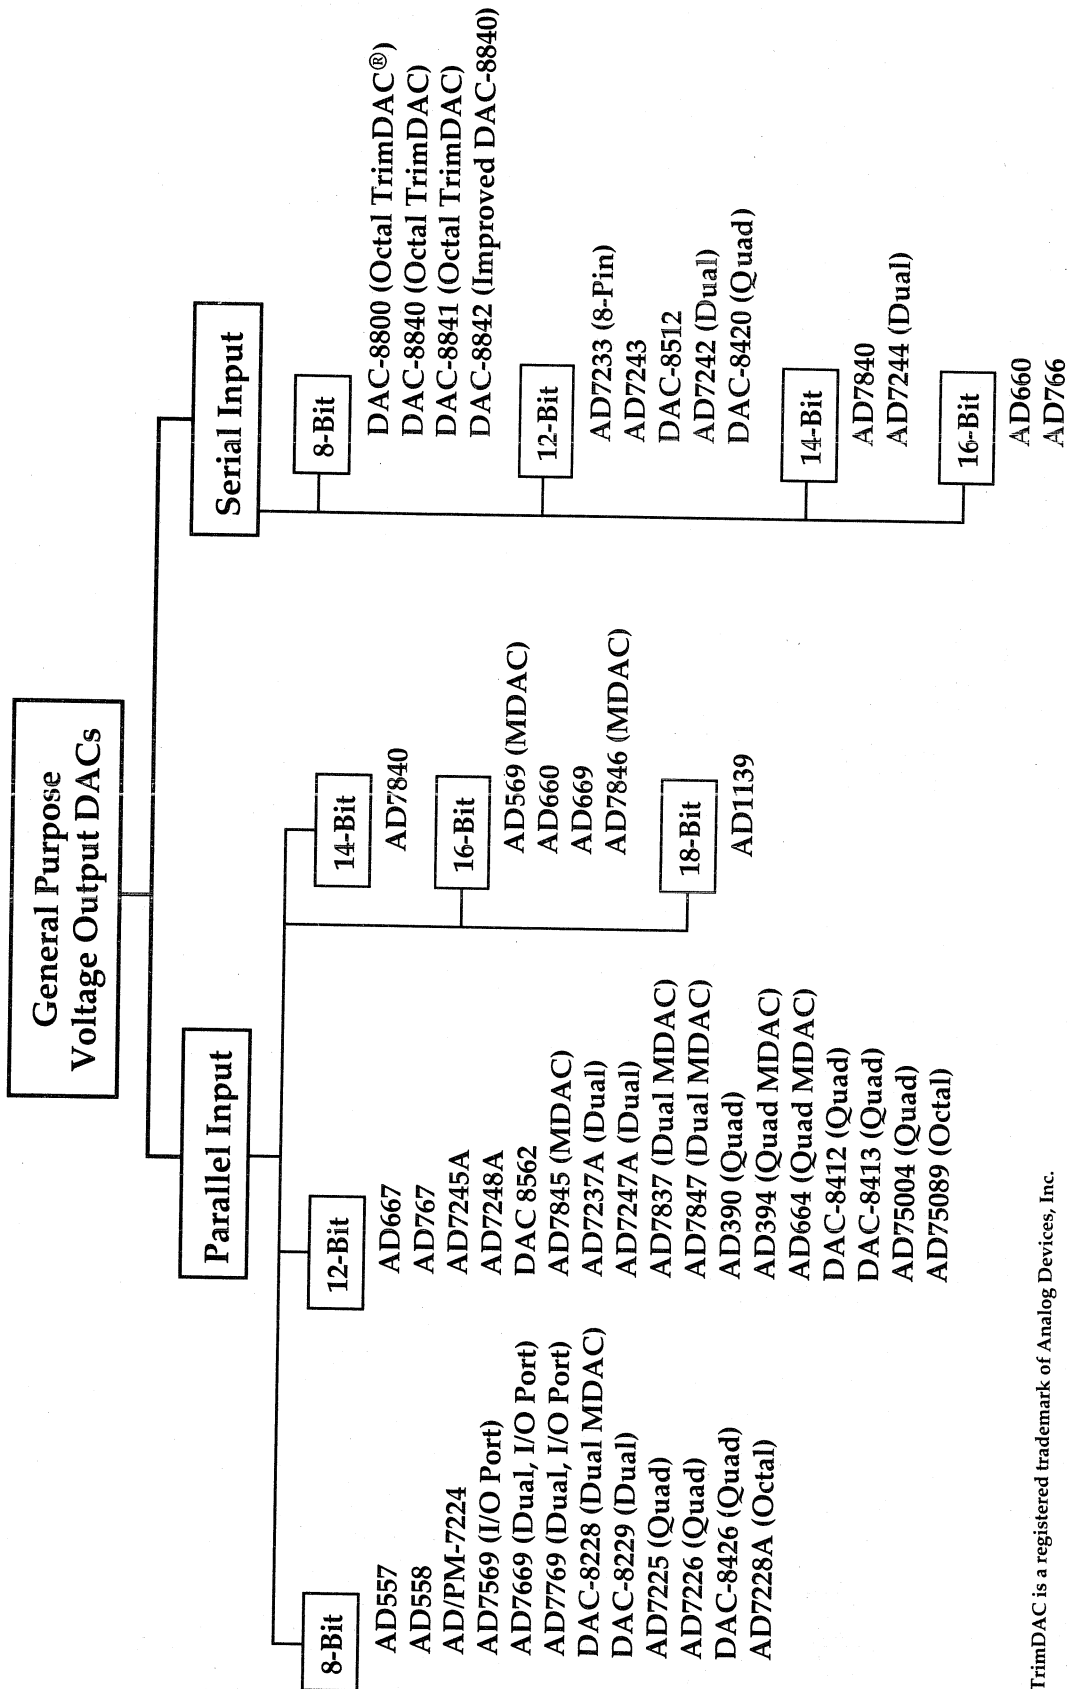 General Purpose
Voltage Output DACs
Parallel Input
8-Bit
AD557
AD558
AD/PM-7224
AD7569 (I/O Port)
AD7669 (Dual, I/O Port)
AD7769 (Dual, I/O Port)
DAC-8228 (Dual MDAC)
DAC-8229 (Dual)
AD7225 (Quad)
AD7226 (Quad)
DAC-8426 (Quad)
AD7228A (Octal)
12-Bit
AD667
AD767
AD7245A
AD7248A
DAC 8562
AD7845 (MDAC)
AD7237A (Dual)
AD7247A (Dual)
AD7837 (Dual MDAC)
AD7847 (Dual MDAC)
AD390 (Quad)
AD394 (Quad MDAC)
AD664 (Quad MDAC)
DAC-8412 (Quad)
DAC-8413 (Quad)
AD75004 (Quad)
AD75089 (Octal)
14-Bit
AD7840
16-Bit
AD569 (MDAC)
AD660
AD669
AD7846 (MDAC)
18-Bit
AD1139
Serial Input
8-Bit
DAC-8800 (Octal TrimDAC®)
DAC-8840 (Octal TrimDAC)
DAC-8841 (Octal TrimDAC)
DAC-8842 (Improved DAC-8840)
12-Bit
AD7233 (8-Pin)
AD7243
DAC-8512
AD7242 (Dual)
DAC-8420 (Quad)
14-Bit
AD7840
AD7244 (Dual)
16-Bit
AD660
AD766
TrimDAC is a registered trademark of Analog Devices, Inc.